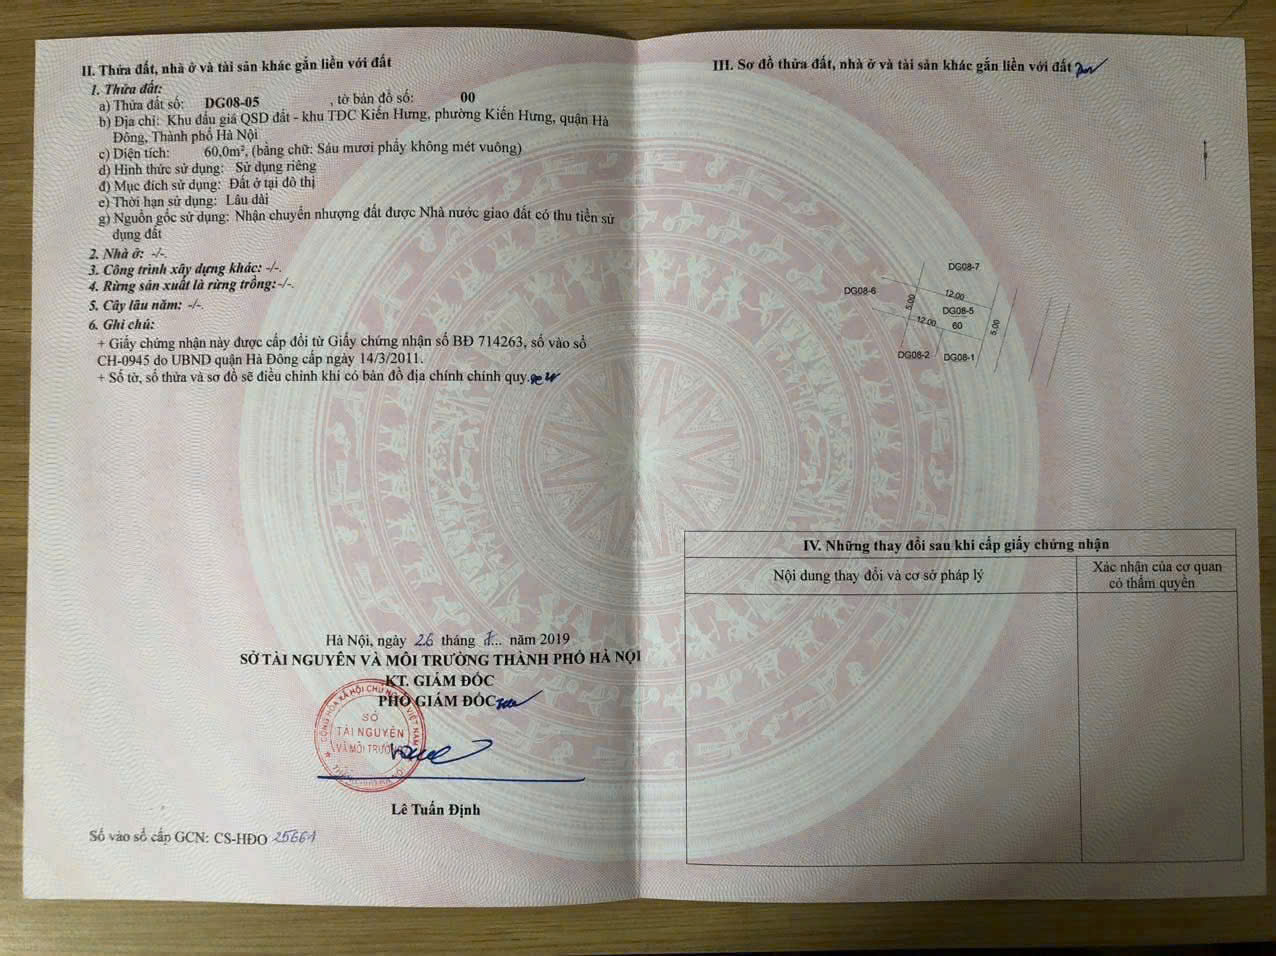 II. Thửa đất, nhà ở và tài sản khác gắn liền với đất
1. Thửa đất:
a) Thửa đất số: DG08-05 , tờ bản đồ số: 00
b) Địa chỉ: Khu đấu giá QSD đất - khu TĐC Kiến Hưng, phường Kiến Hưng, quận Hà
Đông, Thành phố Hà Nội
c) Diện tích: 60,0m², (bằng chữ: Sáu mươi phẩy không mét vuông)
d) Hình thức sử dụng: Sử dụng riêng
đ) Mục đích sử dụng: Đất ở tại đô thị
e) Thời hạn sử dụng: Lâu dài
g) Nguồn gốc sử dụng: Nhận chuyển nhượng đất được Nhà nước giao đất có thu tiền sử
dụng đất
2. Nhà ở: -/-.
3. Công trình xây dựng khác: -/-.
4. Rừng sản xuất là rừng trồng:-/-.
5. Cây lâu năm: -/-.
6. Ghi chú:
+ Giấy chứng nhận này được cấp đổi từ Giấy chứng nhận số BĐ 714263, số vào sổ
CH-0945 do UBND quận Hà Đông cấp ngày 14/3/2011.
+ Số tờ, số thửa và sơ đồ sẽ điều chỉnh khi có bản đồ địa chính chính quy.
Hà Nội, ngày 26 tháng ... năm 2019
SỞ TÀI NGUYÊN VÀ MÔI TRƯỜNG THÀNH PHỐ HÀ NỘI
KT. GIÁM ĐỐC
PHÓ GIÁM ĐỐC
CỘNG HÒA XÃ HỘI CHỦ NGHĨA VIỆT NAM
SỞ
TÀI NGUYÊN
VÀ MÔI TRƯỜNG
THÀNH PHỐ HÀ NỘI
Lê Tuấn Định
Số vào sổ cấp GCN: CS-HĐO 25661
III. Sơ đồ thửa đất, nhà ở và tài sản khác gắn liền với đất
DG08-7
DG08-6
12.00
5.00
DG08-5
12.00
60
5.00
DG08-2
DG08-1
IV. Những thay đổi sau khi cấp giấy chứng nhận
Nội dung thay đổi và cơ sở pháp lý
Xác nhận của cơ quan
có thẩm quyền